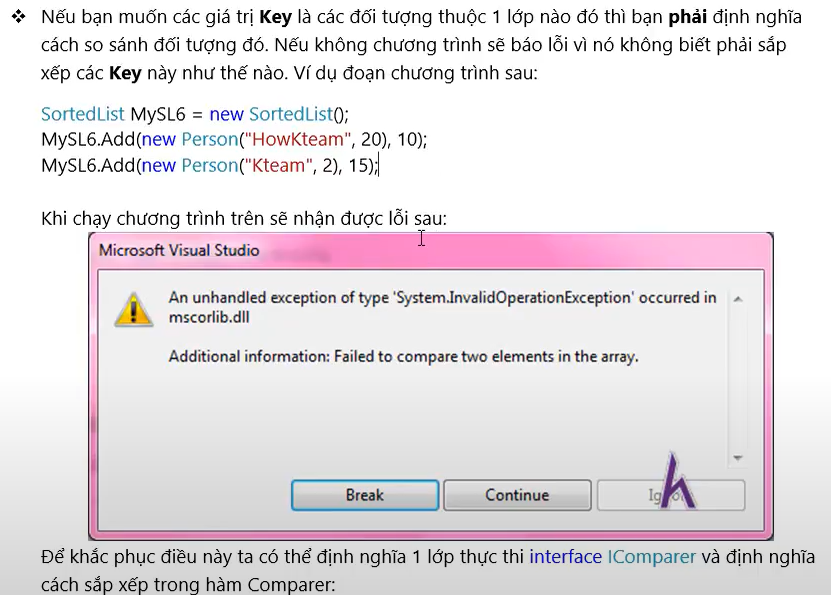 ❖ Nếu bạn muốn các giá trị Key là các đối tượng thuộc 1 lớp nào đó thì bạn phải định nghĩa
cách so sánh đối tượng đó. Nếu không chương trình sẽ báo lỗi vì nó không biết phải sắp
xếp các Key này như thế nào. Ví dụ đoạn chương trình sau:
SortedList MySL6 = new SortedList();
MySL6.Add(new Person("HowKteam", 20), 10);
MySL6.Add(new Person("Kteam", 2), 15);
Khi chạy chương trình trên sẽ nhận được lỗi sau:
Microsoft Visual Studio
An unhandled exception of type 'System.InvalidOperationException' occurred in
mscorlib.dll
Additional information: Failed to compare two elements in the array.
Break Continue
Để khắc phục điều này ta có thể định nghĩa 1 lớp thực thi interface IComparer và định nghĩa
cách sắp xếp trong hàm Comparer: